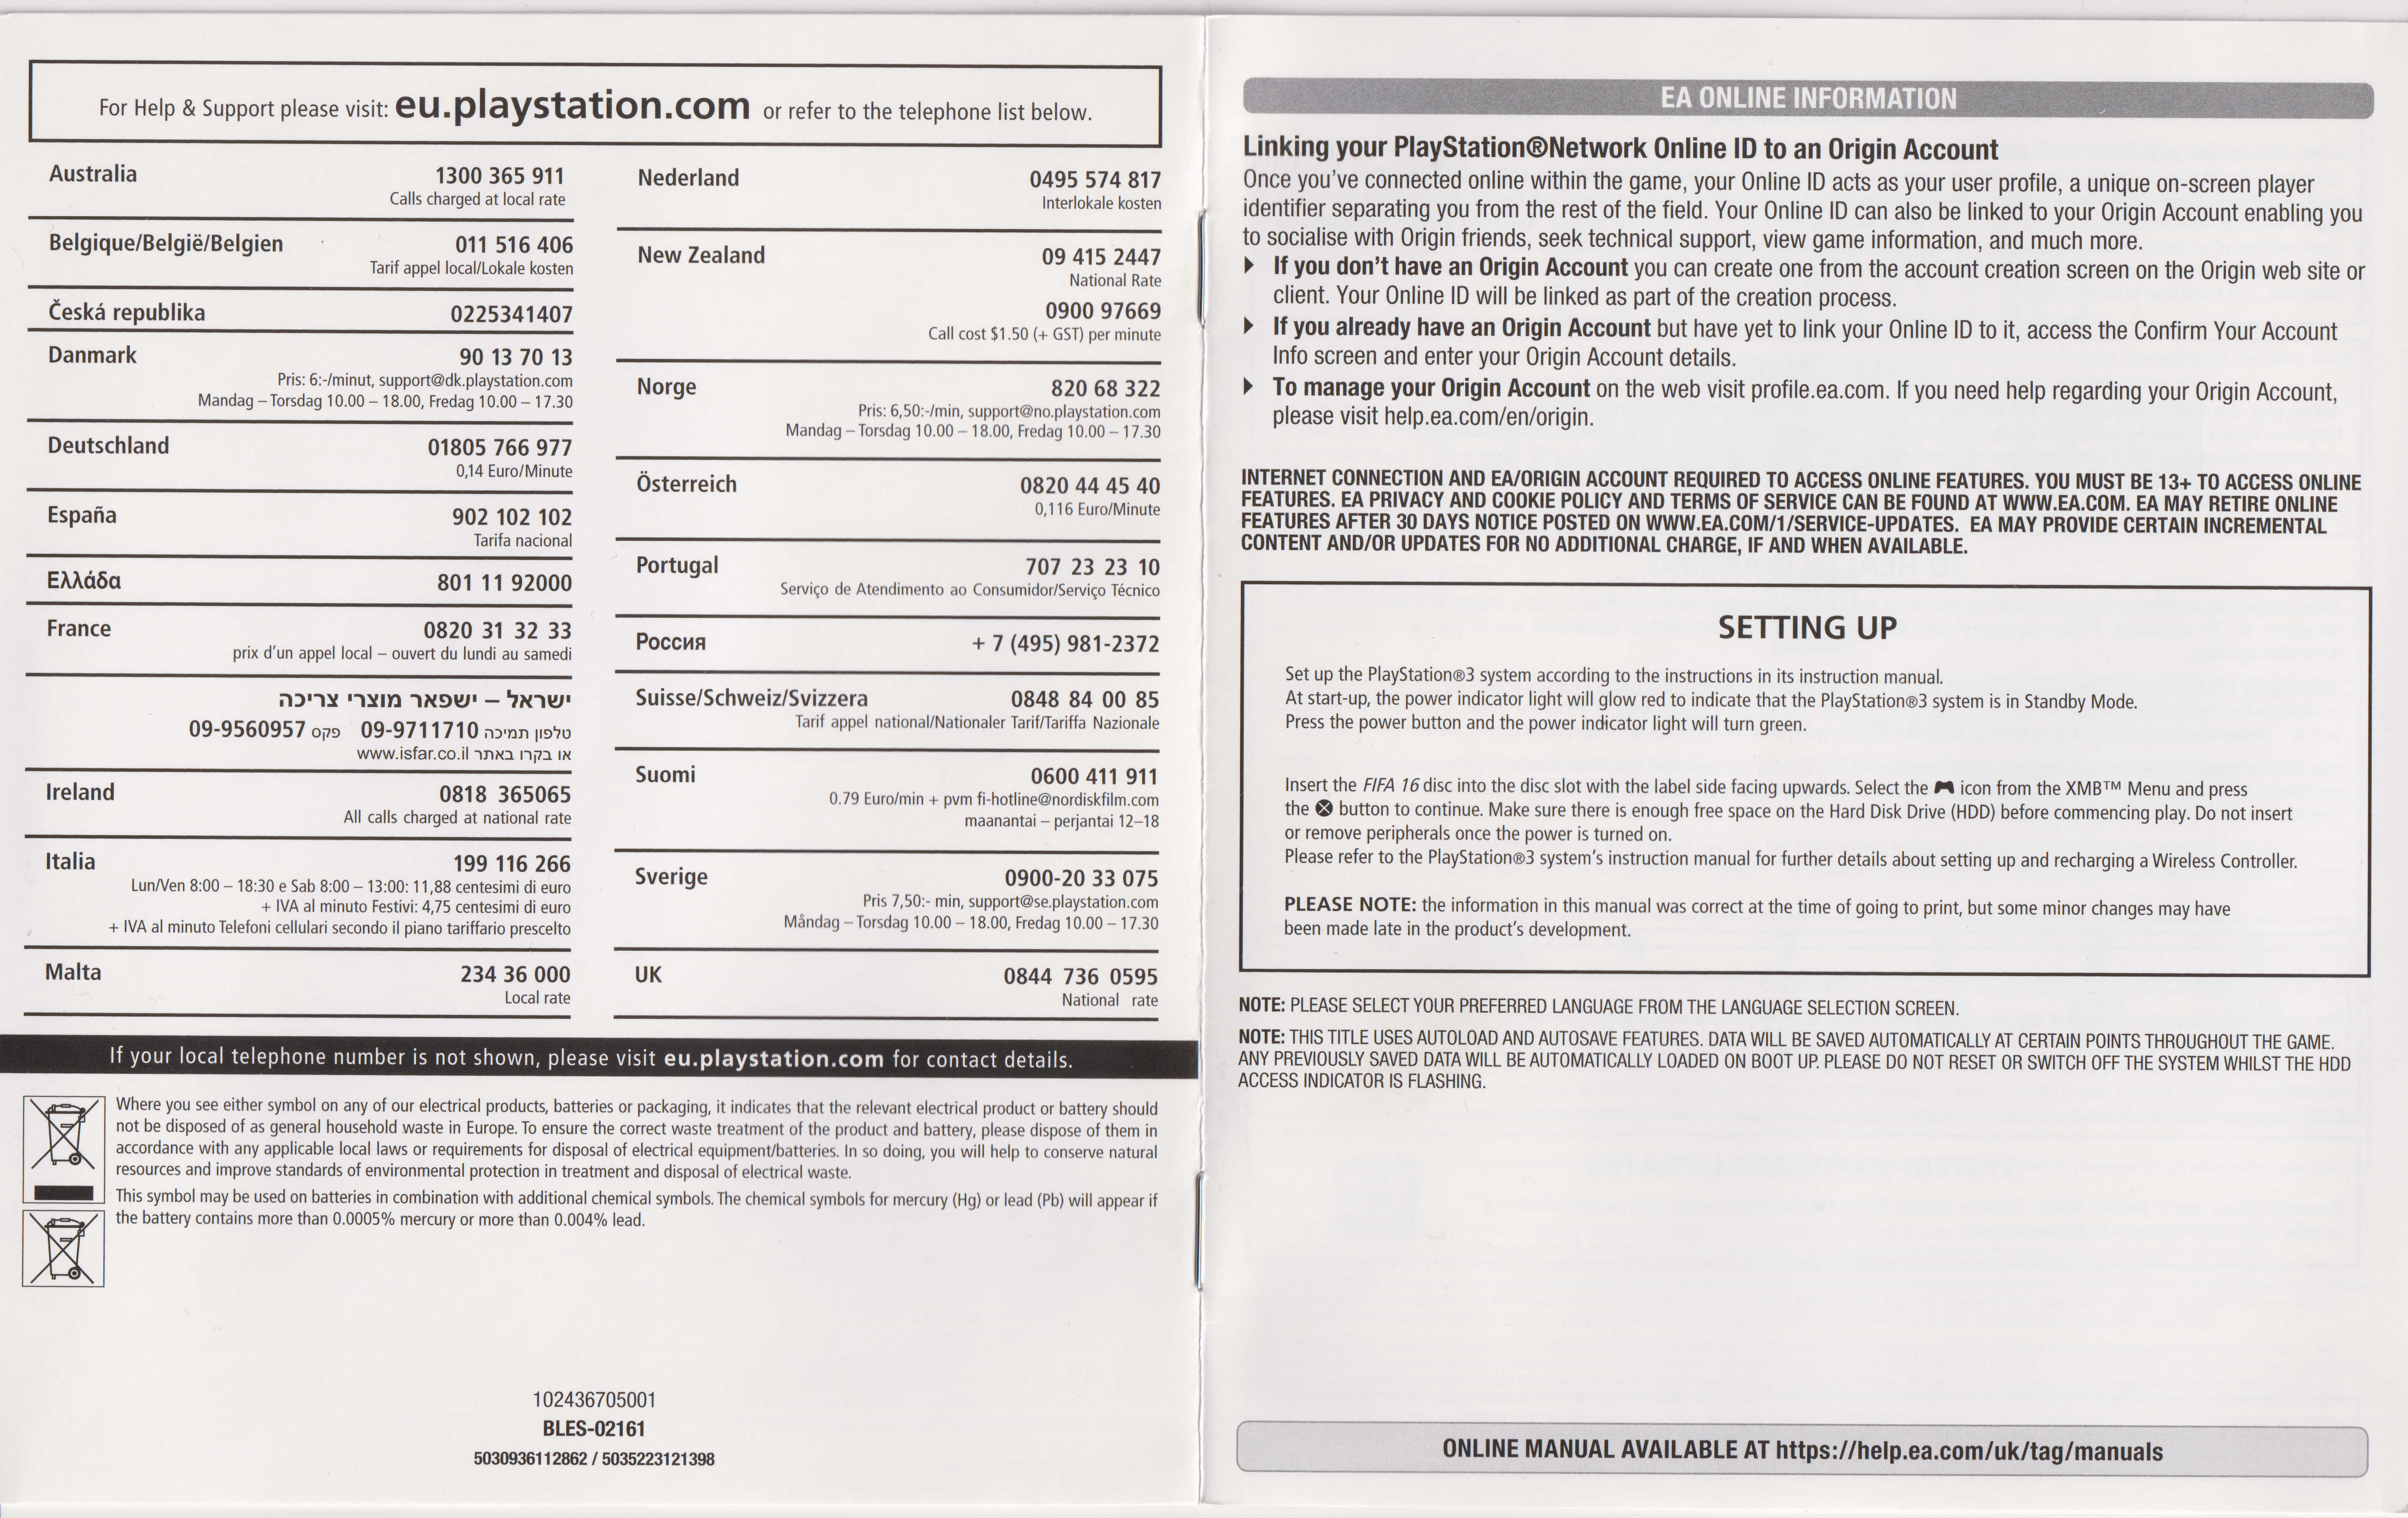 For Help & Support please visit: eu.playstation.com or refer to the telephone list below.
Australia 1300 365 911
Calls charged at local rate
Belgique/België/Belgien 011 516 406
Tarif appel local/Lokale kosten
Česká republika 0225341407
Danmark 90 13 70 13
Pris: 6:-/minut, support@dk.playstation.com
Mandag – Torsdag 10.00 – 18.00, Fredag 10.00 – 17.30
Deutschland 01805 766 977
0,14 Euro/Minute
España 902 102 102
Tarifa nacional
Ελλάδα 801 11 92000
France 0820 31 32 33
prix d'un appel local – ouvert du lundi au samedi
ישראל – ישפאר מוצרי צריכה
טלפון תמיכה 09-9711710 פקס 09-9560957
או בקרו באתר www.isfar.co.il
Ireland 0818 365065
All calls charged at national rate
Italia 199 116 266
Lun/Ven 8:00 – 18:30 e Sab 8:00 – 13:00: 11,88 centesimi di euro
+ IVA al minuto Festivi: 4,75 centesimi di euro
+ IVA al minuto Telefoni cellulari secondo il piano tariffario prescelto
Malta 234 36 000
Local rate
Nederland 0495 574 817
Interlokale kosten
New Zealand 09 415 2447
National Rate
0900 97669
Call cost $1.50 (+ GST) per minute
Norge 820 68 322
Pris: 6,50:-/min, support@no.playstation.com
Mandag – Torsdag 10.00 – 18.00, Fredag 10.00 – 17.30
Österreich 0820 44 45 40
0,116 Euro/Minute
Portugal 707 23 23 10
Serviço de Atendimento ao Consumidor/Serviço Técnico
Россия + 7 (495) 981-2372
Suisse/Schweiz/Svizzera 0848 84 00 85
Tarif appel national/Nationaler Tarif/Tariffa Nazionale
Suomi 0600 411 911
0.79 Euro/min + pvm fi-hotline@nordiskfilm.com
maanantai – perjantai 12–18
Sverige 0900-20 33 075
Pris 7,50:- min, support@se.playstation.com
Måndag – Torsdag 10.00 – 18.00, Fredag 10.00 – 17.30
UK 0844 736 0595
National rate
If your local telephone number is not shown, please visit eu.playstation.com for contact details.
Where you see either symbol on any of our electrical products, batteries or packaging, it indicates that the relevant electrical product or battery should
not be disposed of as general household waste in Europe. To ensure the correct waste treatment of the product and battery, please dispose of them in
accordance with any applicable local laws or requirements for disposal of electrical equipment/batteries. In so doing, you will help to conserve natural
resources and improve standards of environmental protection in treatment and disposal of electrical waste.
This symbol may be used on batteries in combination with additional chemical symbols. The chemical symbols for mercury (Hg) or lead (Pb) will appear if
the battery contains more than 0.0005% mercury or more than 0.004% lead.
102436705001
BLES-02161
5030936112862 / 5035223121398
EA ONLINE INFORMATION
Linking your PlayStation®Network Online ID to an Origin Account
Once you've connected online within the game, your Online ID acts as your user profile, a unique on-screen player
identifier separating you from the rest of the field. Your Online ID can also be linked to your Origin Account enabling you
to socialise with Origin friends, seek technical support, view game information, and much more.
If you don't have an Origin Account you can create one from the account creation screen on the Origin web site or
client. Your Online ID will be linked as part of the creation process.
If you already have an Origin Account but have yet to link your Online ID to it, access the Confirm Your Account
Info screen and enter your Origin Account details.
To manage your Origin Account on the web visit profile.ea.com. If you need help regarding your Origin Account,
please visit help.ea.com/en/origin.
INTERNET CONNECTION AND EA/ORIGIN ACCOUNT REQUIRED TO ACCESS ONLINE FEATURES. YOU MUST BE 13+ TO ACCESS ONLINE
FEATURES. EA PRIVACY AND COOKIE POLICY AND TERMS OF SERVICE CAN BE FOUND AT WWW.EA.COM. EA MAY RETIRE ONLINE
FEATURES AFTER 30 DAYS NOTICE POSTED ON WWW.EA.COM/1/SERVICE-UPDATES. EA MAY PROVIDE CERTAIN INCREMENTAL
CONTENT AND/OR UPDATES FOR NO ADDITIONAL CHARGE, IF AND WHEN AVAILABLE.
SETTING UP
Set up the PlayStation®3 system according to the instructions in its instruction manual.
At start-up, the power indicator light will glow red to indicate that the PlayStation®3 system is in Standby Mode.
Press the power button and the power indicator light will turn green.
Insert the FIFA 16 disc into the disc slot with the label side facing upwards. Select the icon from the XMB™ Menu and press
the ⊗ button to continue. Make sure there is enough free space on the Hard Disk Drive (HDD) before commencing play. Do not insert
or remove peripherals once the power is turned on.
Please refer to the PlayStation®3 system's instruction manual for further details about setting up and recharging a Wireless Controller.
PLEASE NOTE: the information in this manual was correct at the time of going to print, but some minor changes may have
been made late in the product's development.
NOTE: PLEASE SELECT YOUR PREFERRED LANGUAGE FROM THE LANGUAGE SELECTION SCREEN.
NOTE: THIS TITLE USES AUTOLOAD AND AUTOSAVE FEATURES. DATA WILL BE SAVED AUTOMATICALLY AT CERTAIN POINTS THROUGHOUT THE GAME.
ANY PREVIOUSLY SAVED DATA WILL BE AUTOMATICALLY LOADED ON BOOT UP. PLEASE DO NOT RESET OR SWITCH OFF THE SYSTEM WHILST THE HDD
ACCESS INDICATOR IS FLASHING.
ONLINE MANUAL AVAILABLE AT https://help.ea.com/uk/tag/manuals